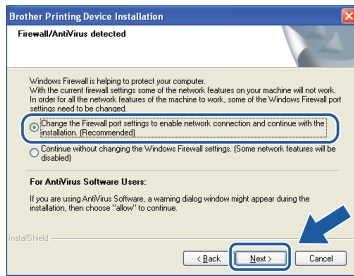 Brother Printing Device Installation
Firewall/AntiVirus detected
Windows Firewall is helping to protect your computer.
With the current firewall settings some of the network features on your machine will not work.
In order for all the network features of the machine to work, some of the Windows Firewall port
settings need to be changed.
Change the Firewall port settings to enable network connection and continue with the
installation. (Recommended)
Continue without changing the Windows Firewall settings. (Some network features will be
disabled)
For AntiVirus Software Users:
If you are using AntiVirus Software, a warning dialog window might appear during the
installation, then choose "allow" to continue.
InstallShield
< Back Next > Cancel